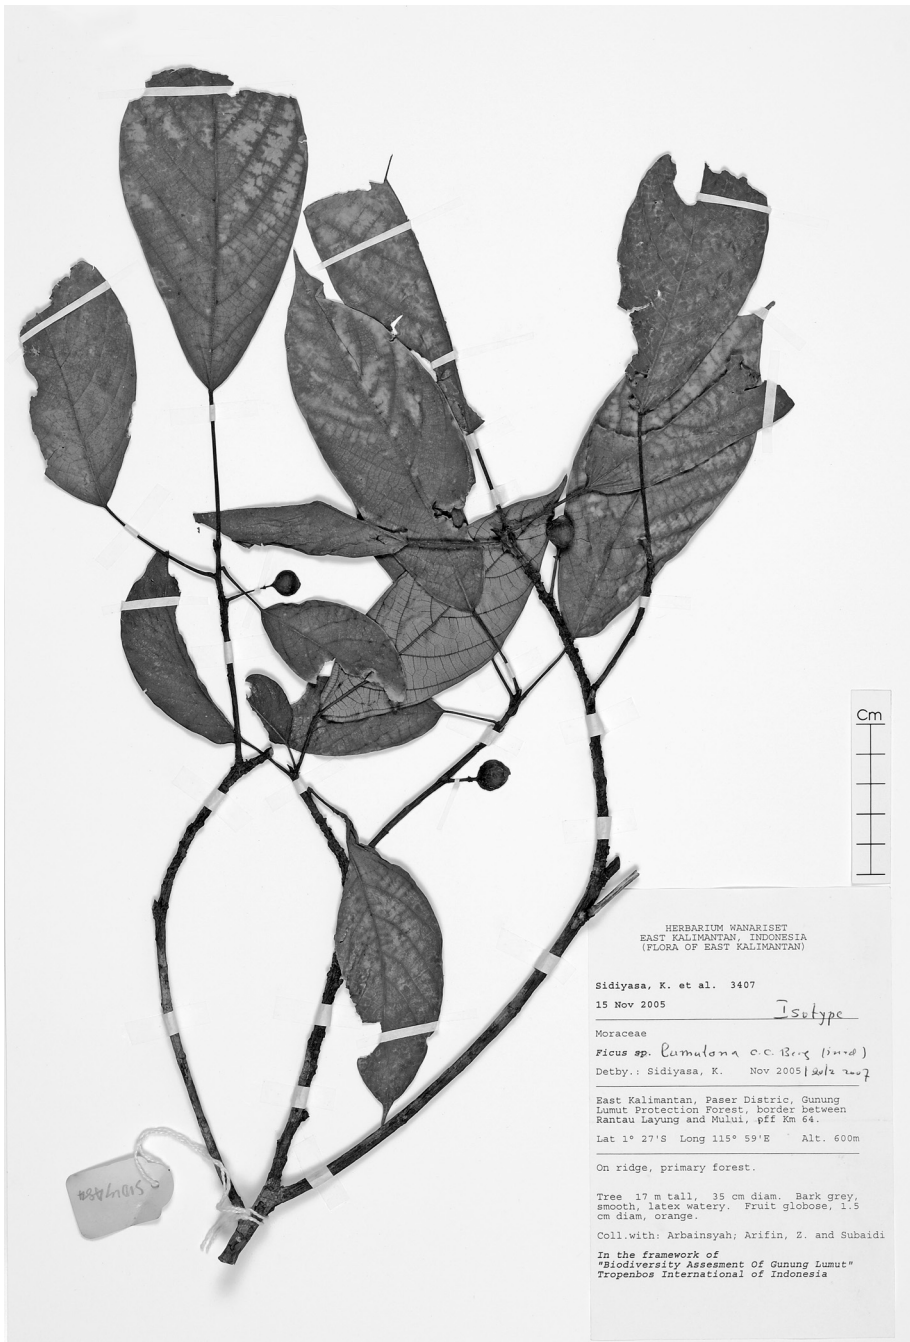 1
Cm
HERBARIUM WANARISET
EAST KALIMANTAN, INDONESIA
(FLORA OF EAST KALIMANTAN)
Sidiyasa, K. et al. 3407
15 Nov 2005
Isotype
Moraceae
Ficus sp. lumutana C.C. Berg (ined)
Detby.: Sidiyasa, K. Nov 2005/ 2007
East Kalimantan, Paser Distric, Gunung
Lumut Protection Forest, border between
Rantau Layung and Mului, off Km 64.
Lat 1° 27'S Long 115° 59'E Alt. 600m
On ridge, primary forest.
Tree 17 m tall, 35 cm diam. Bark grey,
smooth, latex watery. Fruit globose, 1.5
cm diam, orange.
Coll.with: Arbainsyah; Arifin, Z. and Subaidi
In the framework of
"Biodiversity Assesment Of Gunung Lumut"
Tropenbos International of Indonesia